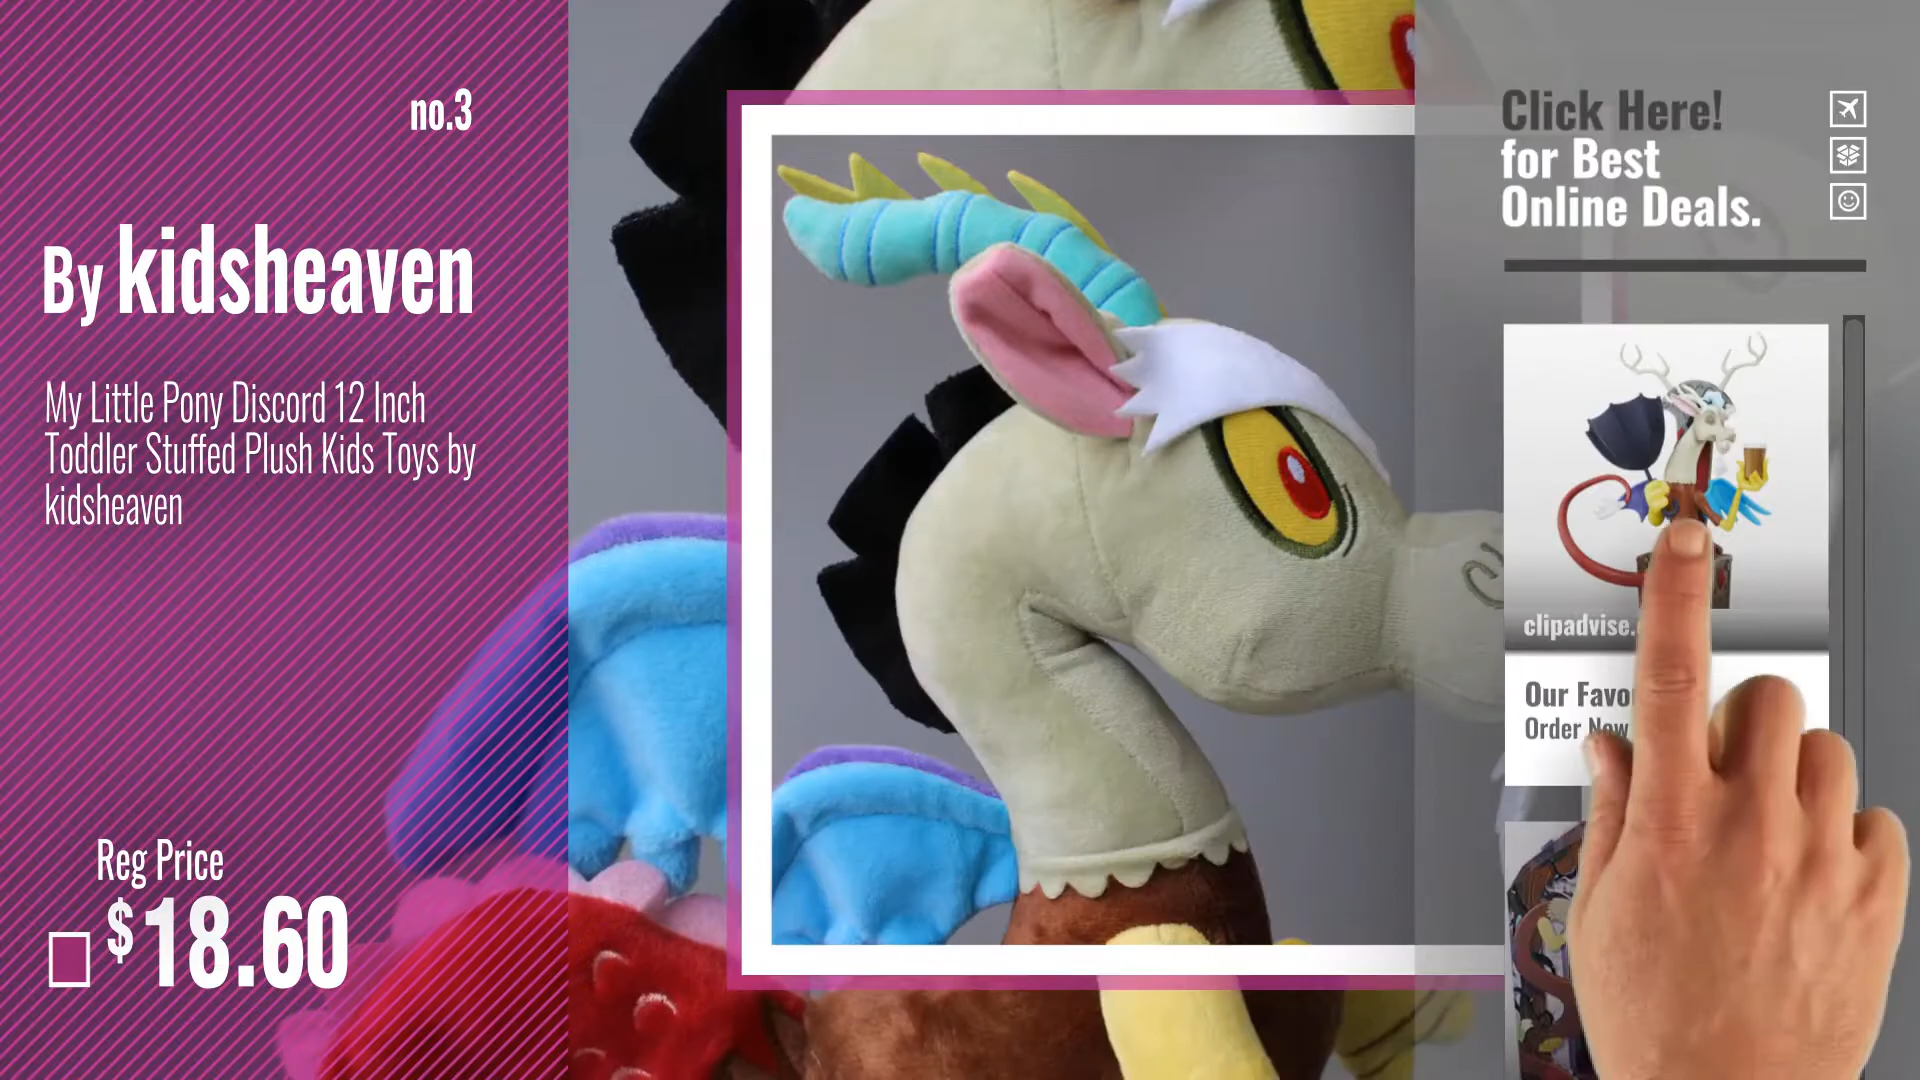 no.3
By kidsheaven
My Little Pony Discord 12 Inch
Toddler Stuffed Plush Kids Toys by
kidsheaven
Reg Price
$18.60
Click Here!
for Best
Online Deals.
clipadvise.
Our Favo
Order Now